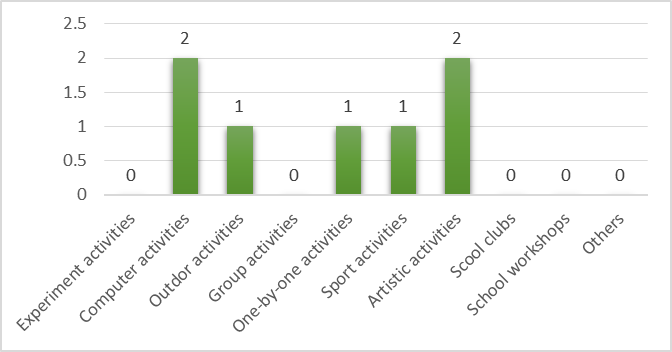 2.5
2
1.5
1
0.5
0
0
2
1
0
1
1
2
0
0
0
Experiment activities
Computer activities
Outdor activities
Group activities
One-by-one activities
Sport activities
Artistic activities
Scool clubs
School workshops
Others